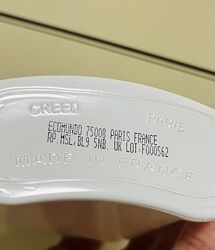 CREED PARIS
ECOMUNDO 75008 PARIS FRANCE
RP.MSL,BL9 5NB. UK LOT:F000562
MADE IN FRANCE